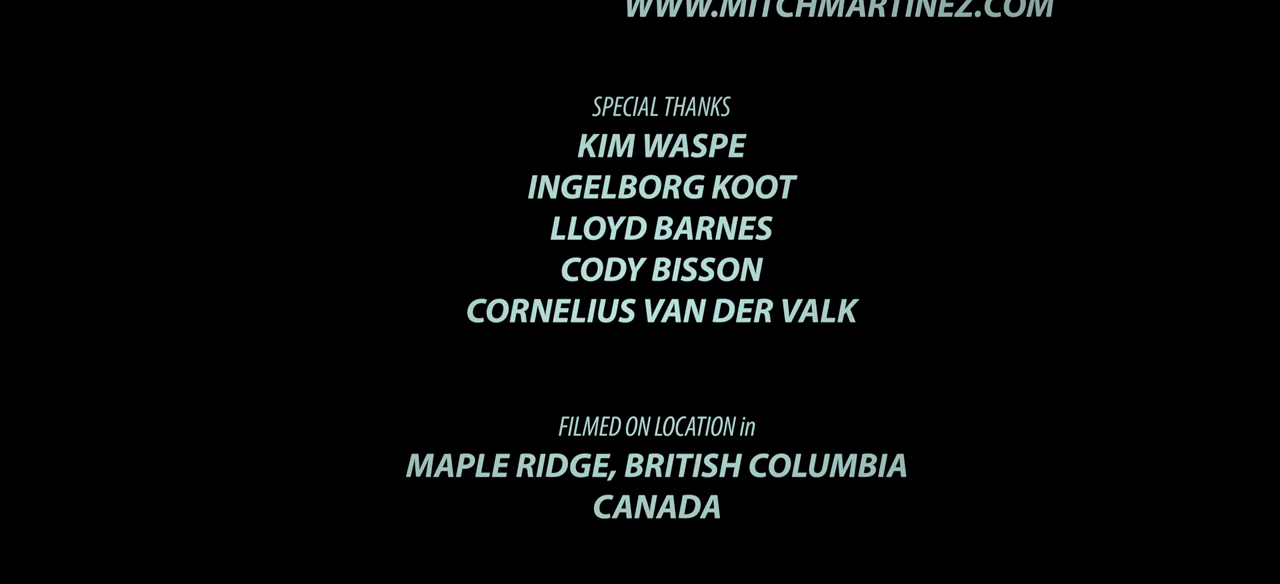 WWW.MITCHMARTINEZ.COM
SPECIAL THANKS
KIM WASPE
INGELBORG KOOT
LLOYD BARNES
CODY BISSON
CORNELIUS VAN DER VALK
FILMED ON LOCATION in
MAPLE RIDGE, BRITISH COLUMBIA
CANADA